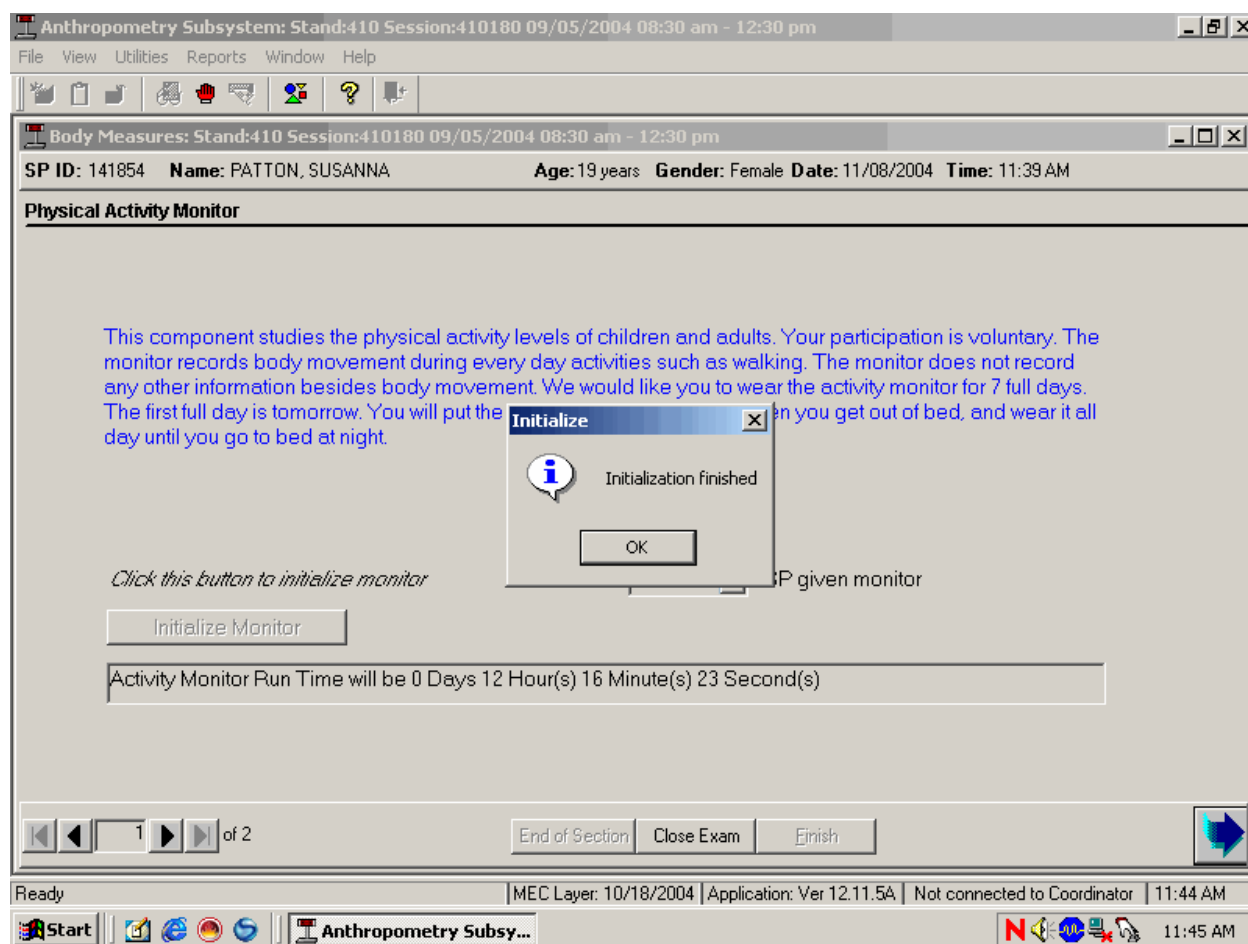 Anthropometry Subsystem: Stand:410 Session:410180 09/05/2004 08:30 am - 12:30 pm
File View Utilities Reports Window Help
Body Measures: Stand:410 Session:410180 09/05/2004 08:30 am - 12:30 pm
SP ID: 141854 Name: PATTON, SUSANNA Age: 19 years Gender: Female Date: 11/08/2004 Time: 11:39 AM
Physical Activity Monitor
This component studies the physical activity levels of children and adults. Your participation is voluntary. The
monitor records body movement during every day activities such as walking. The monitor does not record
any other information besides body movement. We would like you to wear the activity monitor for 7 full days.
The first full day is tomorrow. You will put the en you get out of bed, and wear it all
day until you go to bed at night.
Initialize
Initialization finished
OK
Click this button to initialize monitor
SP given monitor
Initialize Monitor
Activity Monitor Run Time will be 0 Days 12 Hour(s) 16 Minute(s) 23 Second(s)
1 of 2 End of Section Close Exam Finish
Ready MEC Layer: 10/18/2004 Application: Ver 12.11.5A Not connected to Coordinator 11:44 AM
Start Anthropometry Subsy... N 11:45 AM